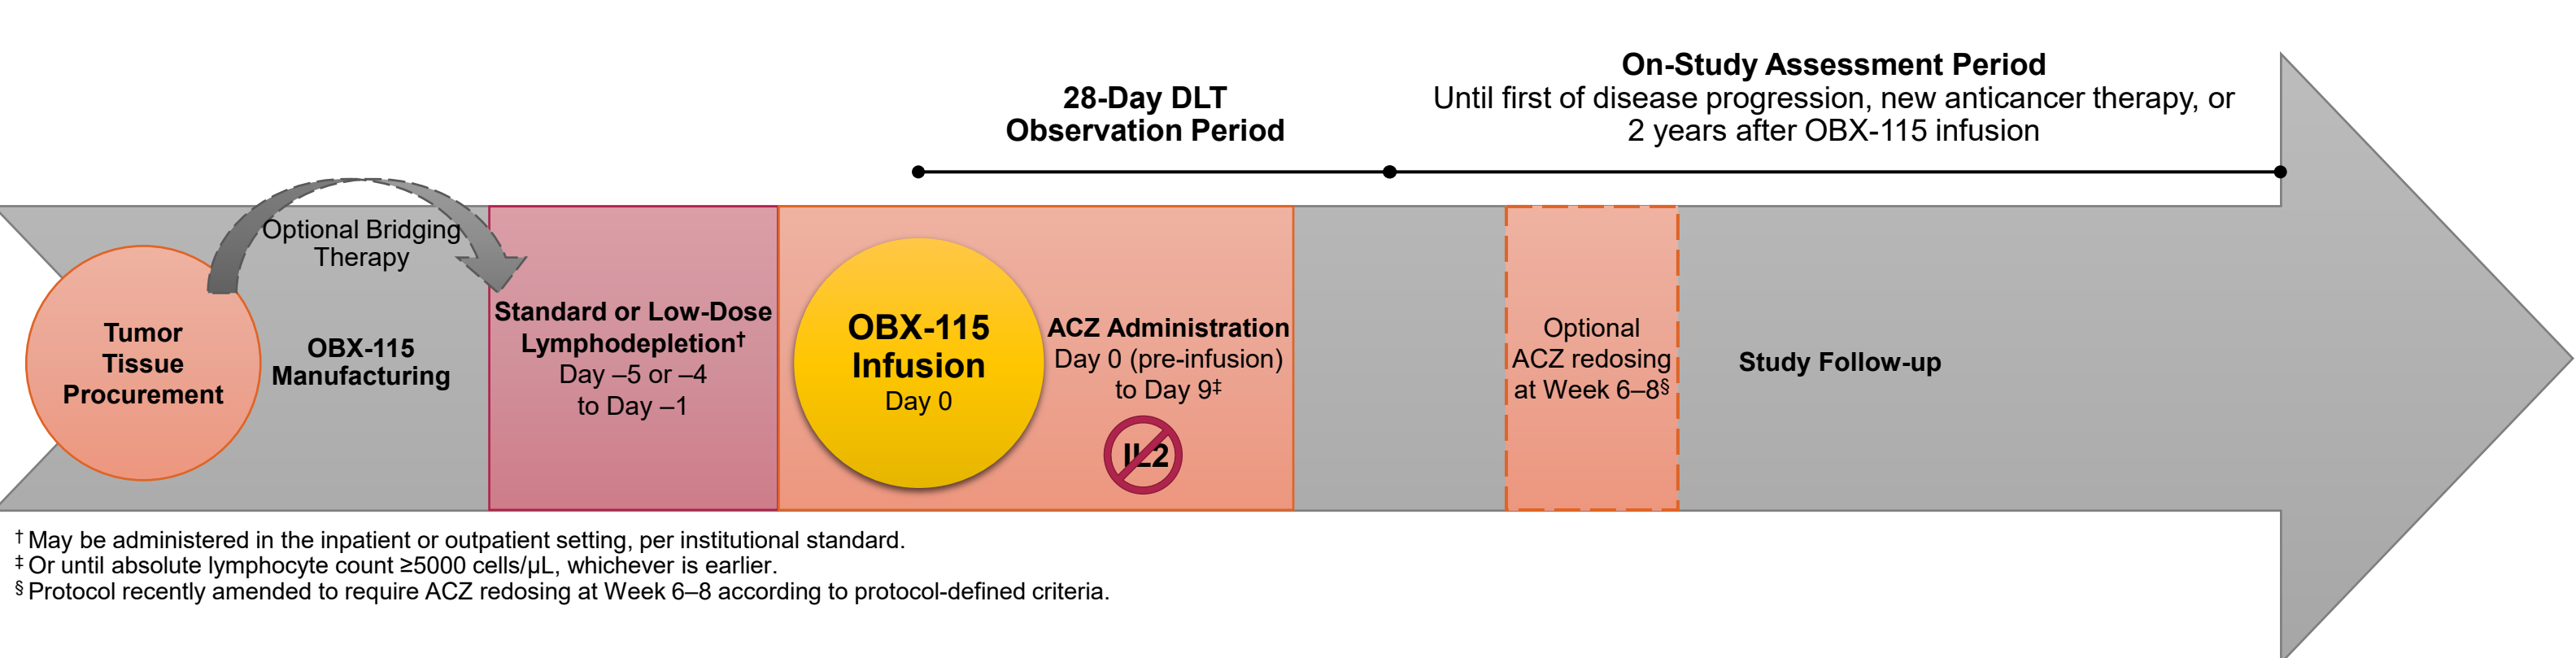 28-Day DLT
Observation Period
On-Study Assessment Period
Until first of disease progression, new anticancer therapy, or
2 years after OBX-115 infusion
Tumor
Tissue
Procurement
Optional Bridging
Therapy
OBX-115
Manufacturing
Standard or Low-Dose
Lymphodepletion†
Day –5 or –4
to Day –1
OBX-115
Infusion
Day 0
ACZ Administration
Day 0 (pre-infusion)
to Day 9‡
IL2
Optional
ACZ redosing
at Week 6–8§
Study Follow-up
† May be administered in the inpatient or outpatient setting, per institutional standard.
‡ Or until absolute lymphocyte count ≥5000 cells/µL, whichever is earlier.
§ Protocol recently amended to require ACZ redosing at Week 6–8 according to protocol-defined criteria.